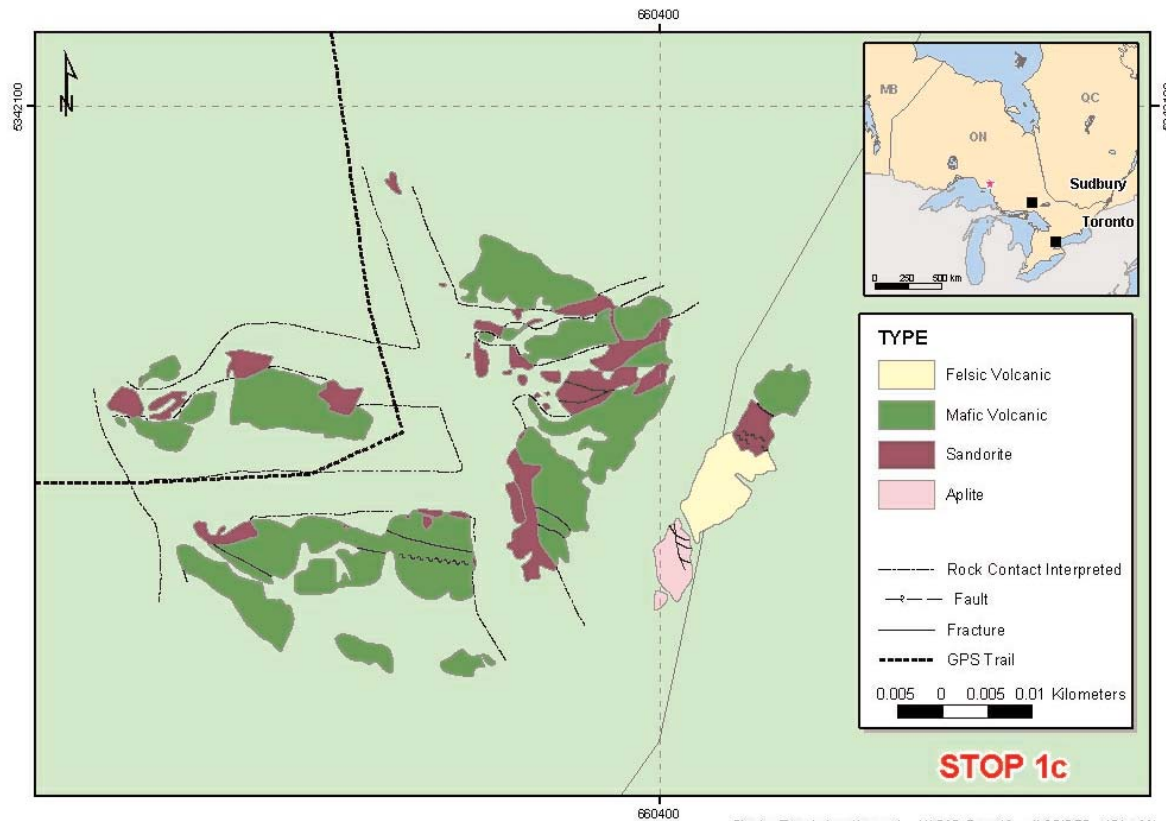 660400
5342100
N
MB
ON
QC
Sudbury
Toronto
0 250 500 km
TYPE
Felsic Volcanic
Mafic Volcanic
Sandorite
Aplite
Rock Contact Interpreted
Fault
Fracture
GPS Trail
0.005 0 0.005 0.01 Kilometers
STOP 1c
660400